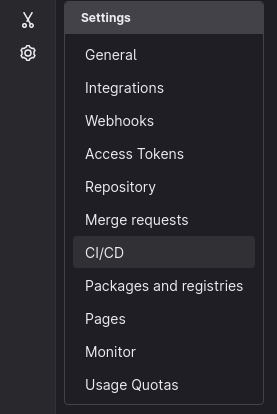 Settings
General
Integrations
Webhooks
Access Tokens
Repository
Merge requests
CI/CD
Packages and registries
Pages
Monitor
Usage Quotas